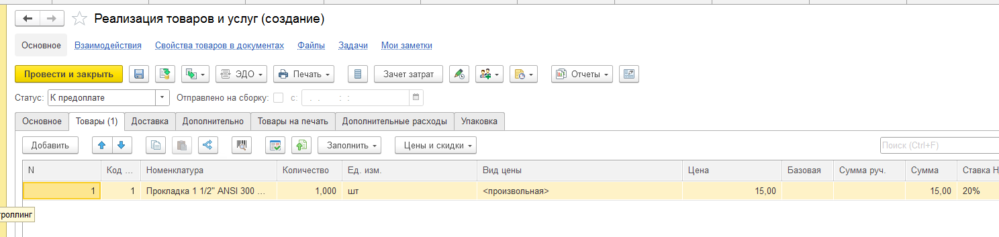 Реализация товаров и услуг (создание)
Основное Взаимодействия Свойства товаров в документах Файлы Задачи Мои заметки
Провести и закрыть ЭДО Печать Зачет затрат Отчеты
Статус: К предоплате Отправлено на сборку: с: . . : :
Основное Товары (1) Доставка Дополнительно Товары на печать Дополнительные расходы Упаковка
Добавить Заполнить Цены и скидки Поиск (Ctrl+F)
N Код ... Номенклатура Количество Ед. изм. Вид цены Цена Базовая Сумма руч. Сумма Ставка Н
1 1 Прокладка 1 1/2" ANSI 300 ... 1,000 шт <произвольная> 15,00 15,00 20%
троллинг